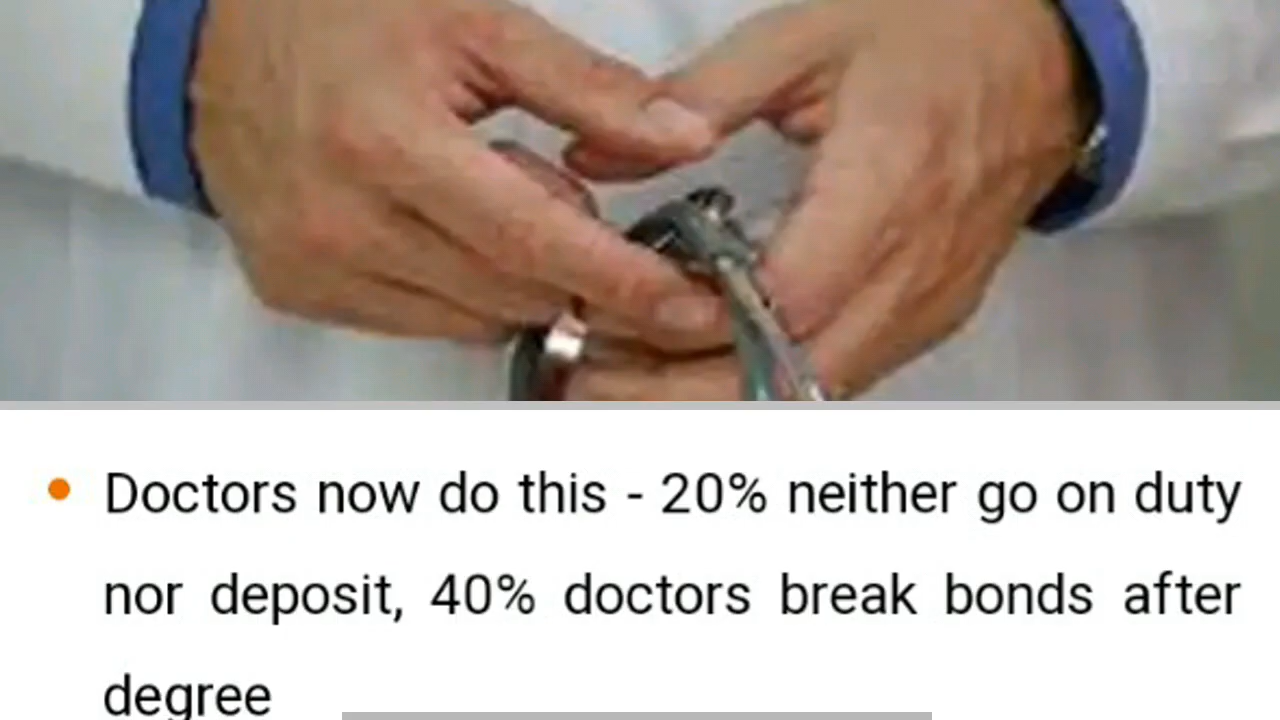 Doctors now do this - 20% neither go on duty
nor deposit, 40% doctors break bonds after
degree